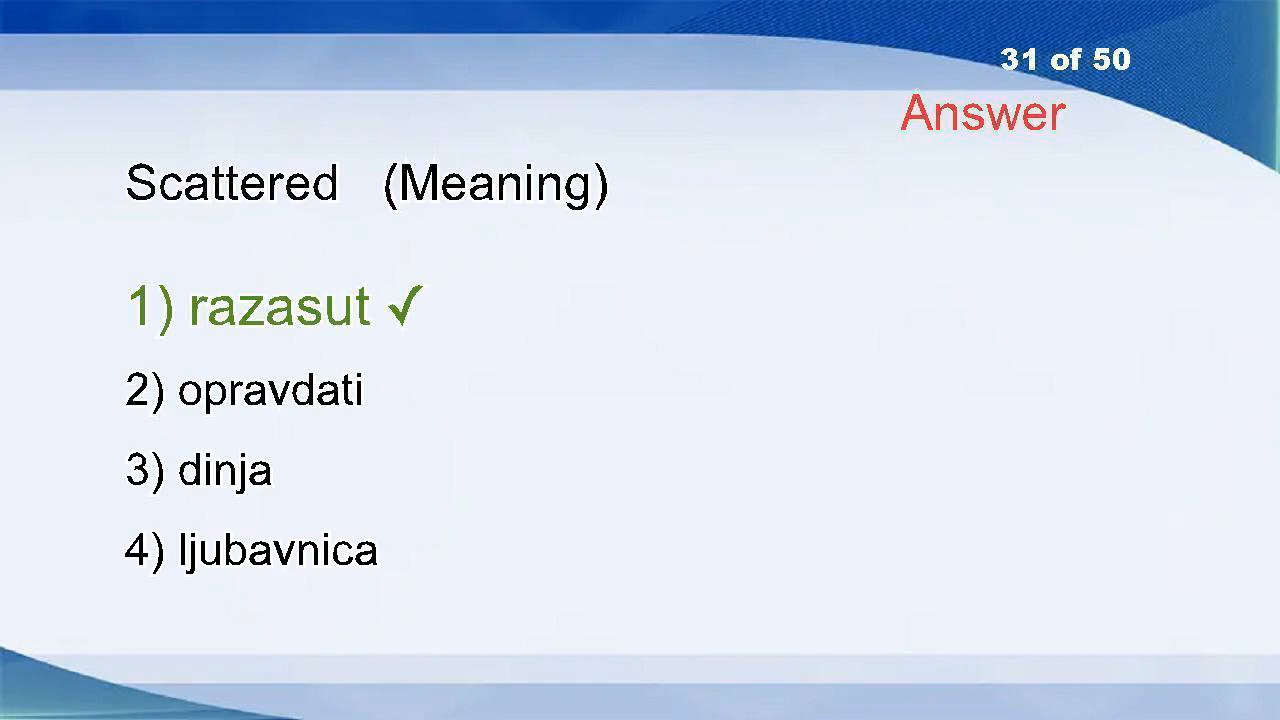 31 of 50
Answer
Scattered (Meaning)
1) razasut ✓
2) opravdati
3) dinja
4) ljubavnica